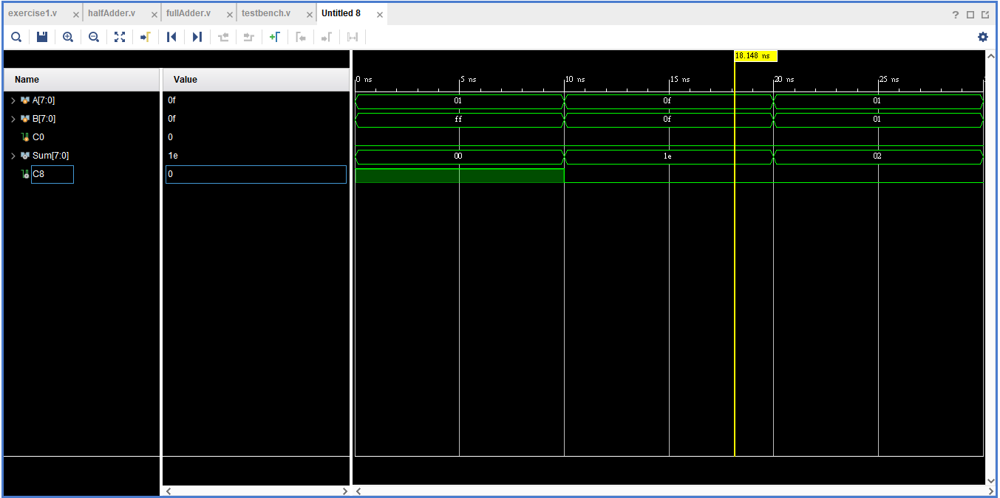 exercise1.v halfAdder.v fullAdder.v testbench.v Untitled 8 ?
18.148 ns
Name Value
0 ns 5 ns 10 ns 15 ns 20 ns 25 ns
A[7:0] 0f 01 0f 01
B[7:0] 0f ff 0f 01
C0 0
Sum[7:0] 1e 00 1e 02
C8 0